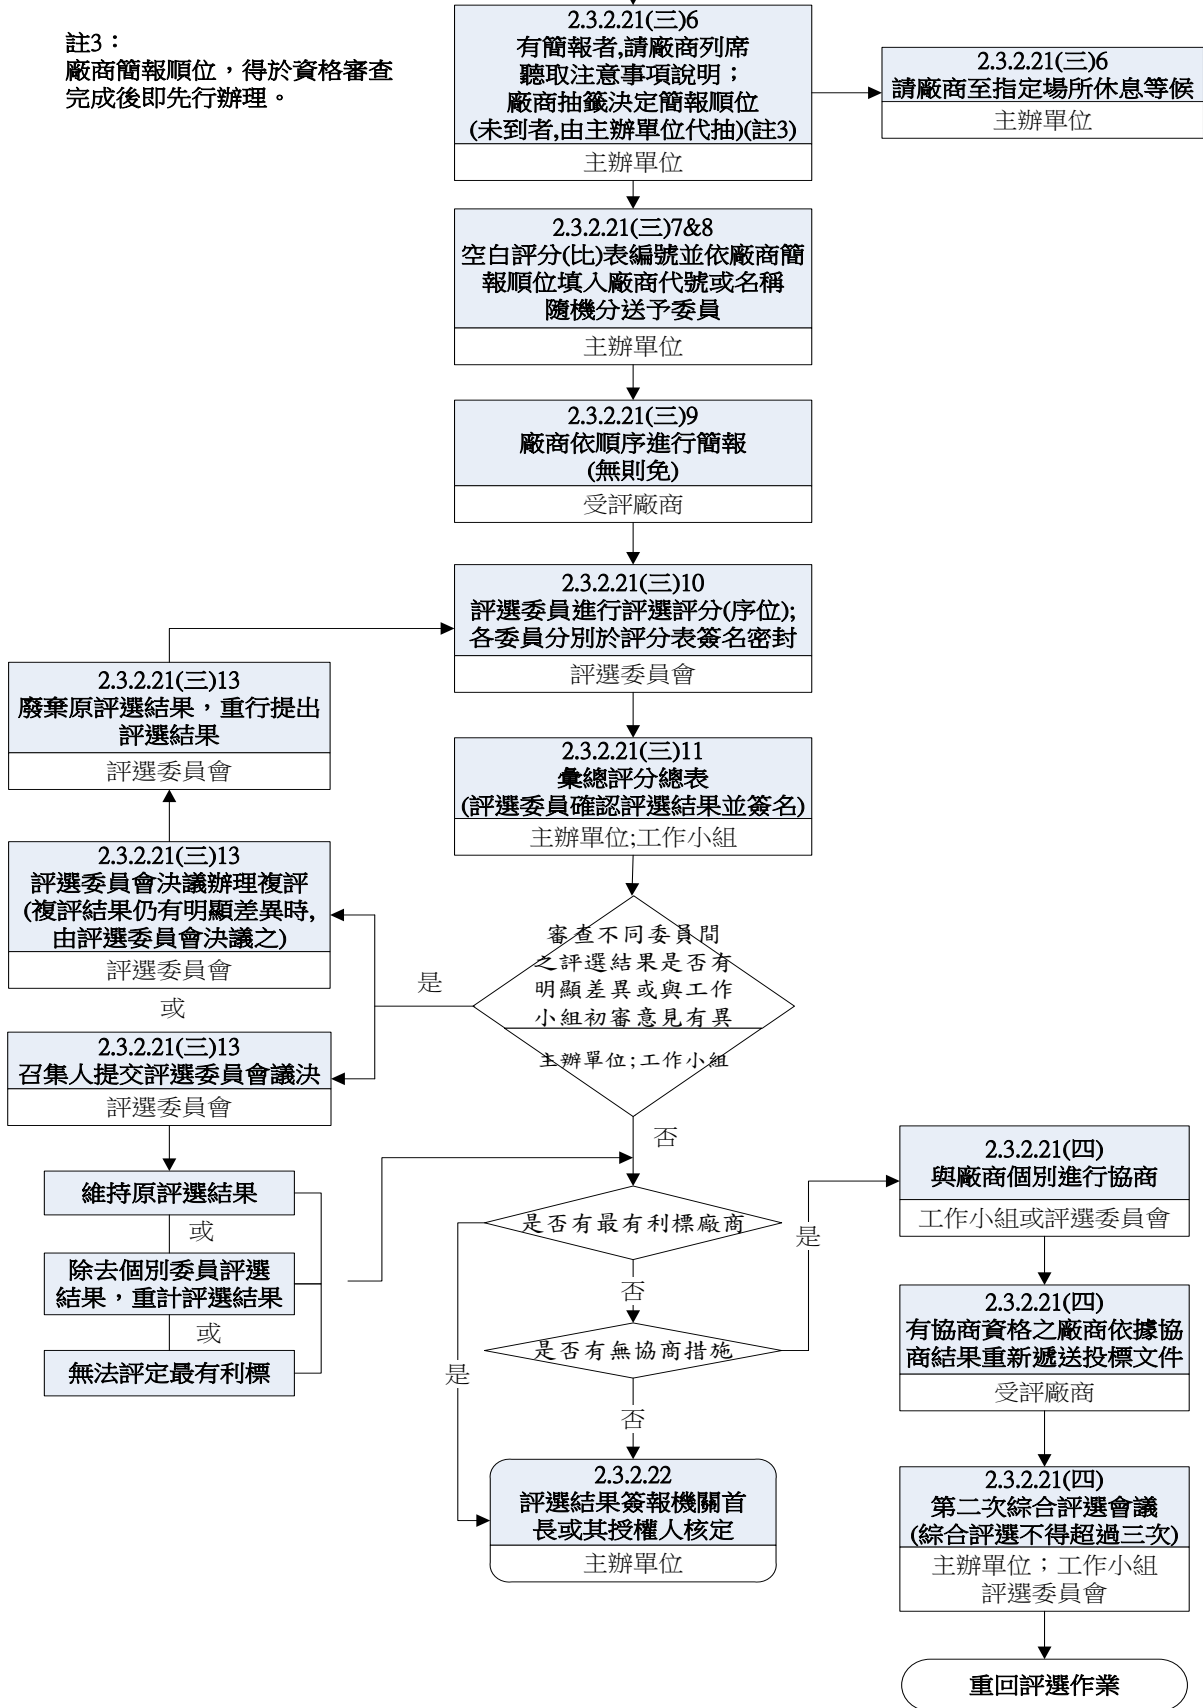 註3：
廠商簡報順位，得於資格審查
完成後即先行辦理。
2.3.2.21(三)6
有簡報者,請廠商列席
聽取注意事項說明；
廠商抽籤決定簡報順位
(未到者,由主辦單位代抽)(註3)
主辦單位
2.3.2.21(三)6
請廠商至指定場所休息等候
主辦單位
2.3.2.21(三)7&8
空白評分(比)表編號並依廠商簡
報順位填入廠商代號或名稱
隨機分送予委員
主辦單位
2.3.2.21(三)9
廠商依順序進行簡報
(無則免)
受評廠商
2.3.2.21(三)10
評選委員進行評選評分(序位);
各委員分別於評分表簽名密封
評選委員會
2.3.2.21(三)11
彙總評分總表
(評選委員確認評選結果並簽名)
主辦單位;工作小組
審查不同委員間
之評選結果是否有
明顯差異或與工作
小組初審意見有異
主辦單位;工作小組
是
否
2.3.2.21(三)13
廢棄原評選結果，重行提出
評選結果
評選委員會
2.3.2.21(三)13
評選委員會決議辦理複評
(複評結果仍有明顯差異時,
由評選委員會決議之)
評選委員會
或
2.3.2.21(三)13
召集人提交評選委員會議決
評選委員會
維持原評選結果
或
除去個別委員評選
結果，重計評選結果
或
無法評定最有利標
是否有最有利標廠商
是
否
是否有無協商措施
是
否
2.3.2.22
評選結果簽報機關首
長或其授權人核定
主辦單位
2.3.2.21(四)
與廠商個別進行協商
工作小組或評選委員會
2.3.2.21(四)
有協商資格之廠商依據協
商結果重新遞送投標文件
受評廠商
2.3.2.21(四)
第二次綜合評選會議
(綜合評選不得超過三次)
主辦單位；工作小組
評選委員會
重回評選作業